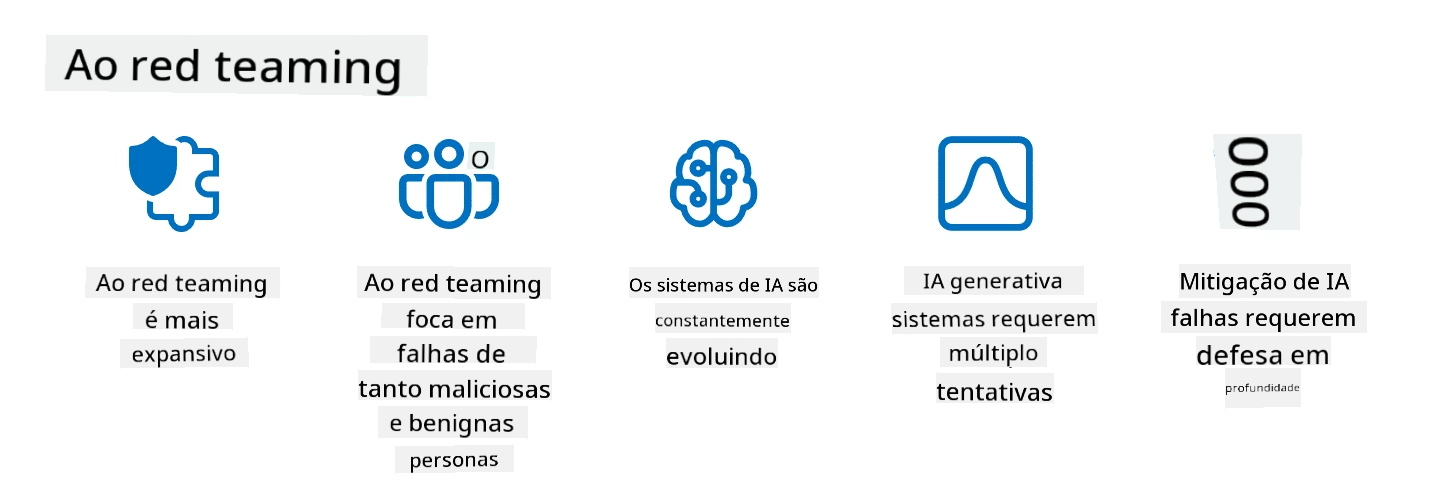 Ao red teaming
O
000
Ao red teaming
é mais
expansivo
Ao red teaming
foca em
falhas de
tanto maliciosas
e benignas
personas
Os sistemas de IA são
constantemente
evoluindo
IA generativa
sistemas requerem
múltiplo
tentativas
Mitigação de IA
falhas requerem
defesa em
profundidade